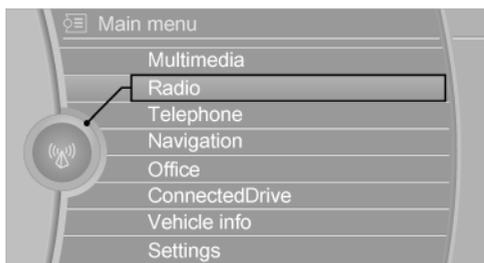 Main menu
Multimedia
Radio
Telephone
Navigation
Office
ConnectedDrive
Vehicle info
Settings